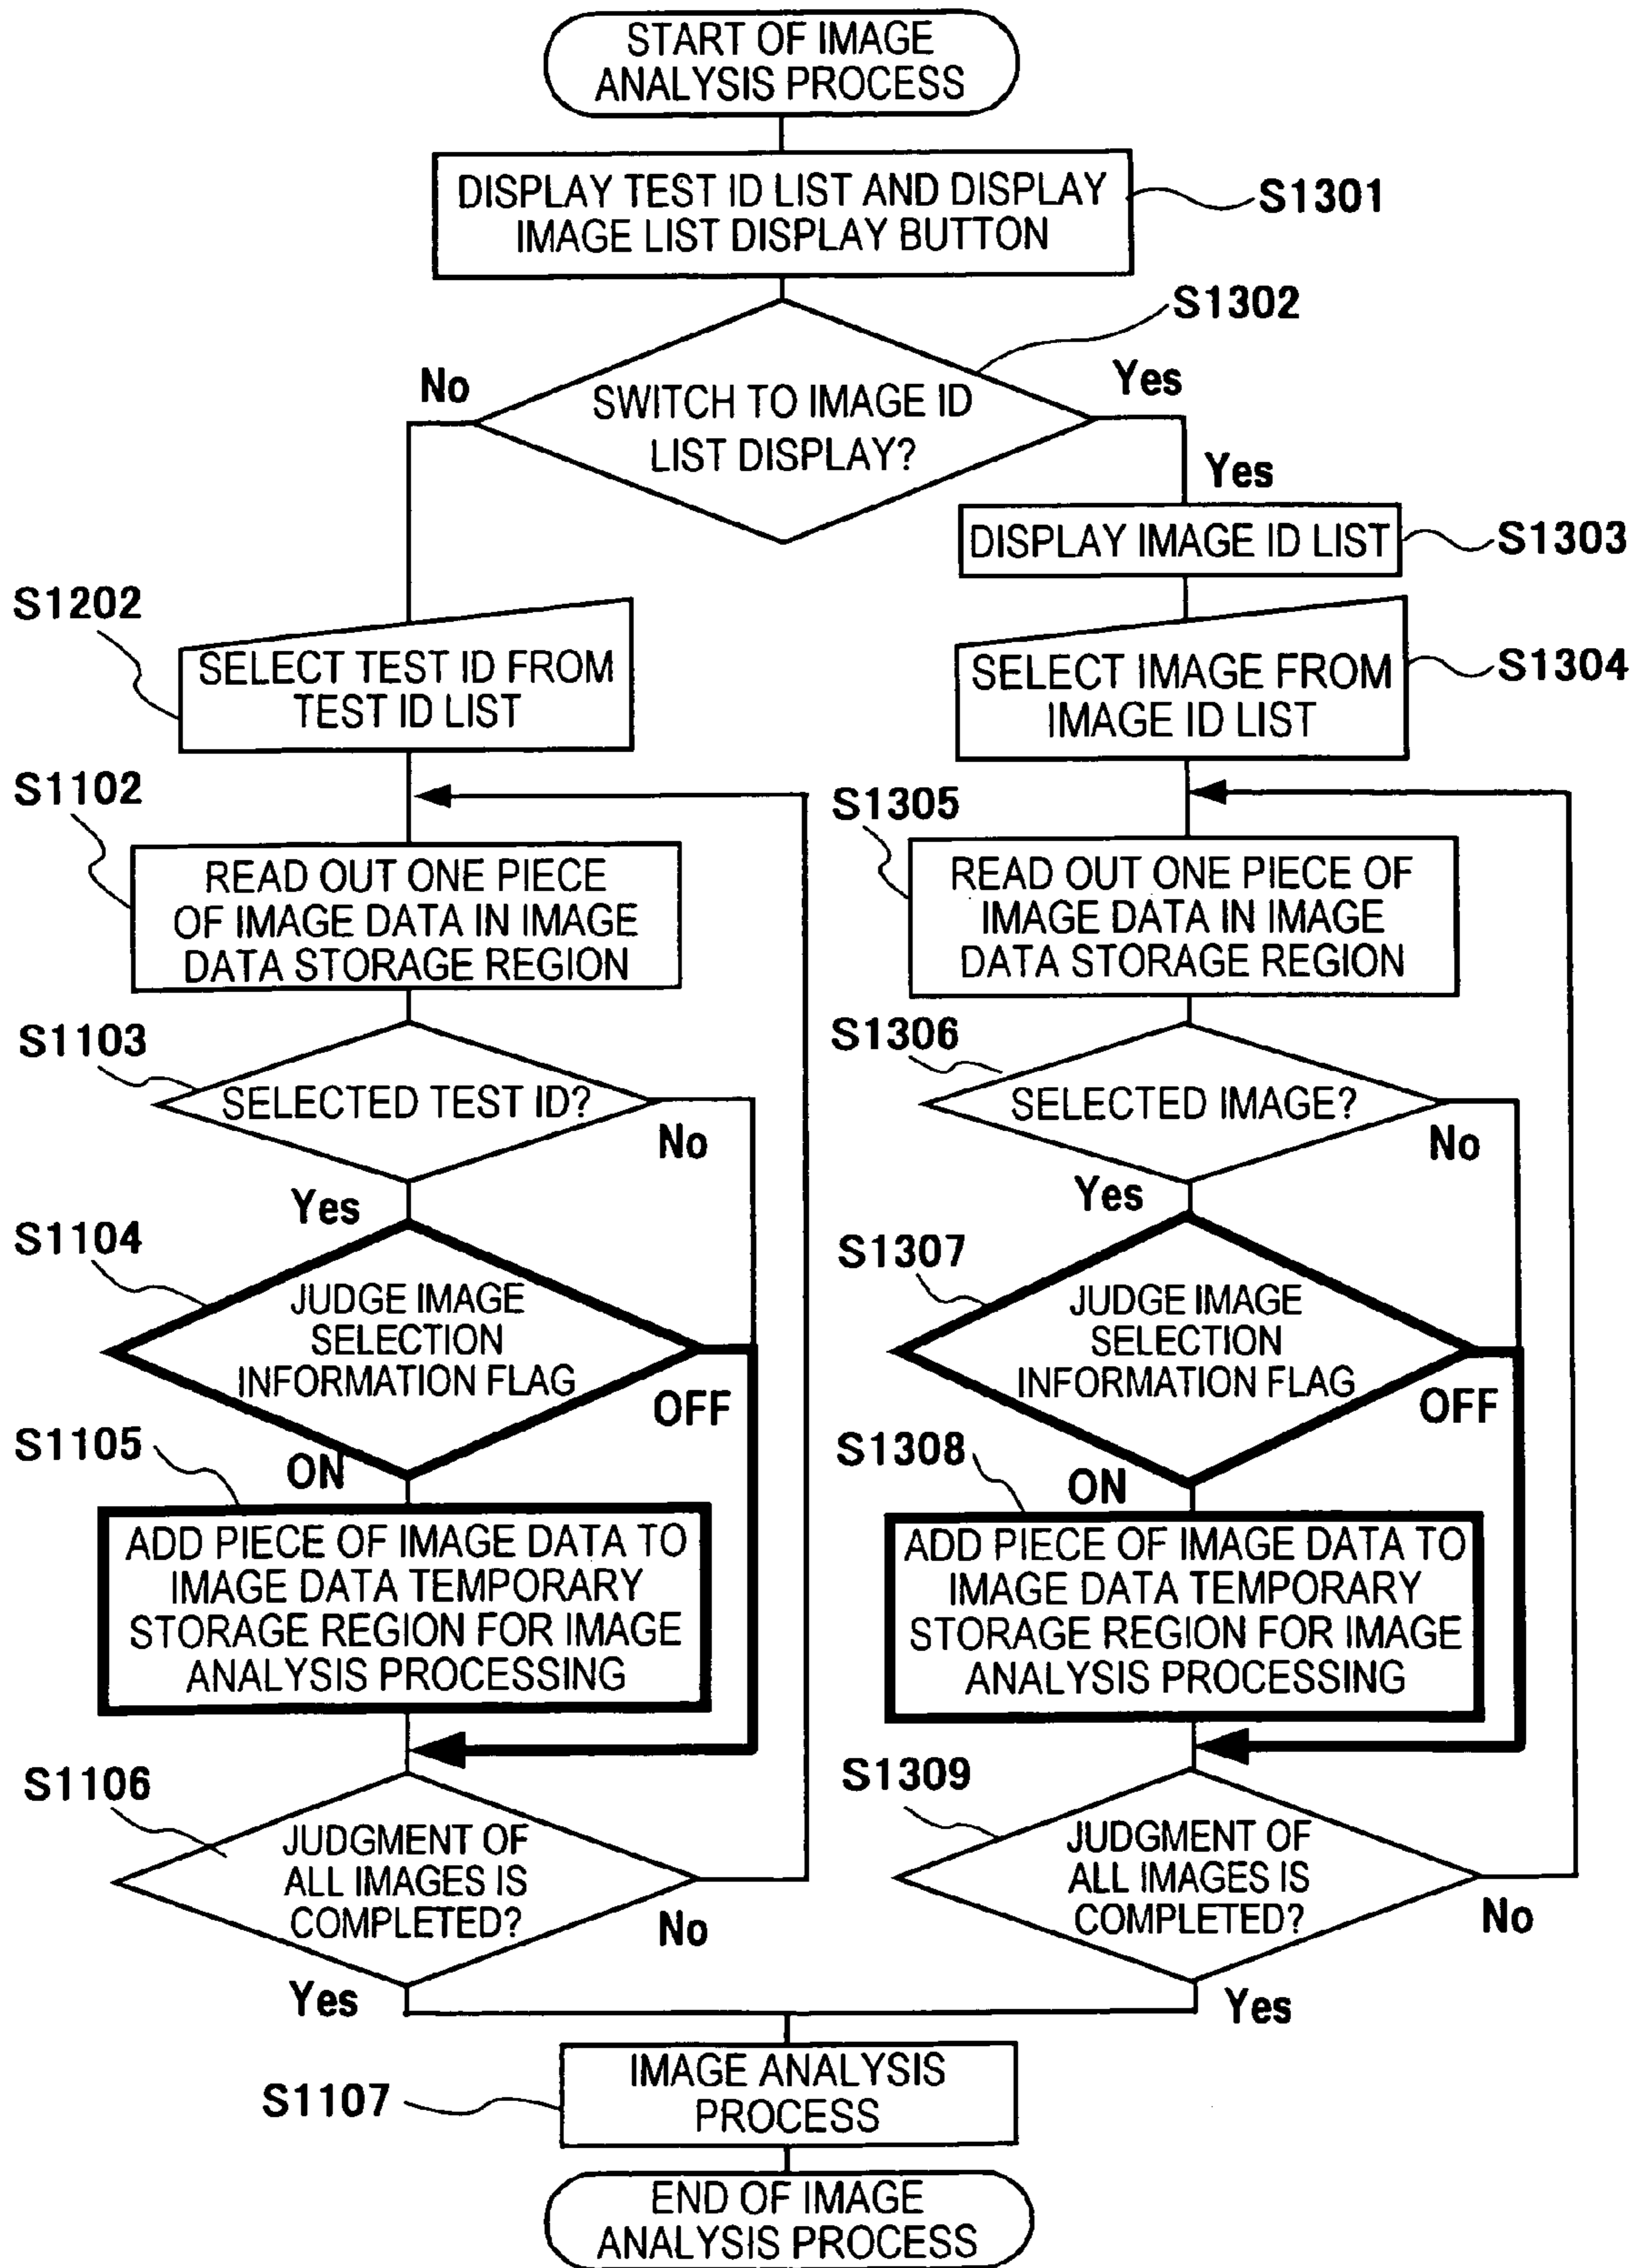 START OF IMAGE
ANALYSIS PROCESS
DISPLAY TEST ID LIST AND DISPLAY
IMAGE LIST DISPLAY BUTTON
S1301
S1302
No
Yes
SWITCH TO IMAGE ID
LIST DISPLAY?
Yes
DISPLAY IMAGE ID LIST
S1303
S1202
SELECT TEST ID FROM
TEST ID LIST
SELECT IMAGE FROM
IMAGE ID LIST
S1304
S1102
READ OUT ONE PIECE
OF IMAGE DATA IN IMAGE
DATA STORAGE REGION
S1305
READ OUT ONE PIECE OF
IMAGE DATA IN IMAGE
DATA STORAGE REGION
S1103
SELECTED TEST ID?
No
Yes
S1306
SELECTED IMAGE?
No
Yes
S1104
JUDGE IMAGE
SELECTION
INFORMATION FLAG
OFF
ON
S1307
JUDGE IMAGE
SELECTION
INFORMATION FLAG
OFF
ON
S1105
ADD PIECE OF IMAGE DATA TO
IMAGE DATA TEMPORARY
STORAGE REGION FOR IMAGE
ANALYSIS PROCESSING
S1308
ADD PIECE OF IMAGE DATA TO
IMAGE DATA TEMPORARY
STORAGE REGION FOR IMAGE
ANALYSIS PROCESSING
S1106
JUDGMENT OF
ALL IMAGES IS
COMPLETED?
No
Yes
S1309
JUDGMENT OF
ALL IMAGES IS
COMPLETED?
No
Yes
IMAGE ANALYSIS
PROCESS
S1107
END OF IMAGE
ANALYSIS PROCESS